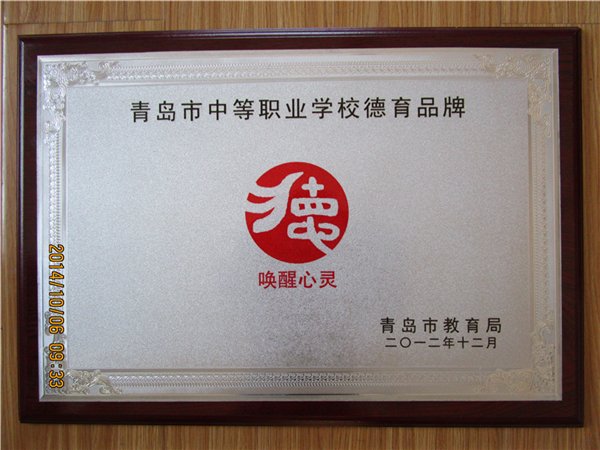 青岛市中等职业学校德育品牌
德
唤醒心灵
青岛市教育局
二〇一二年十二月
2014/10/06 09:33